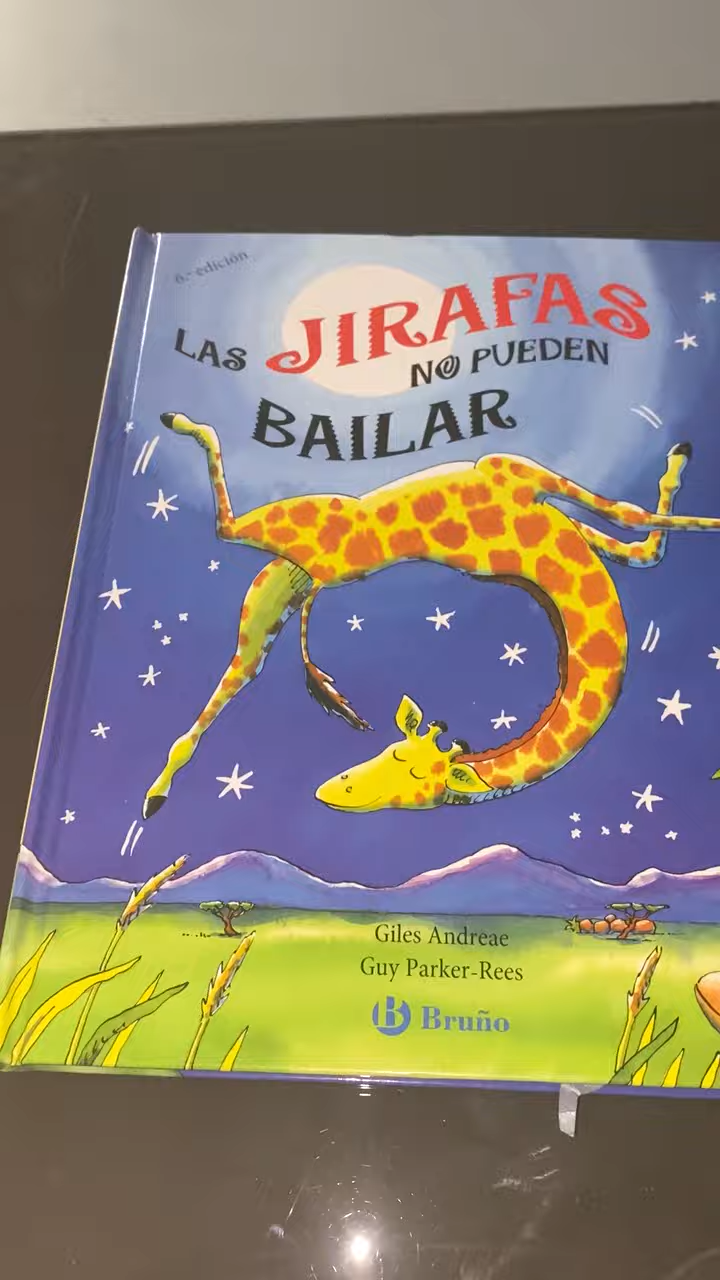 6.ª edición
LAS JIRAFAS
NO PUEDEN
BAILAR
Giles Andreae
Guy Parker-Rees
B Bruño